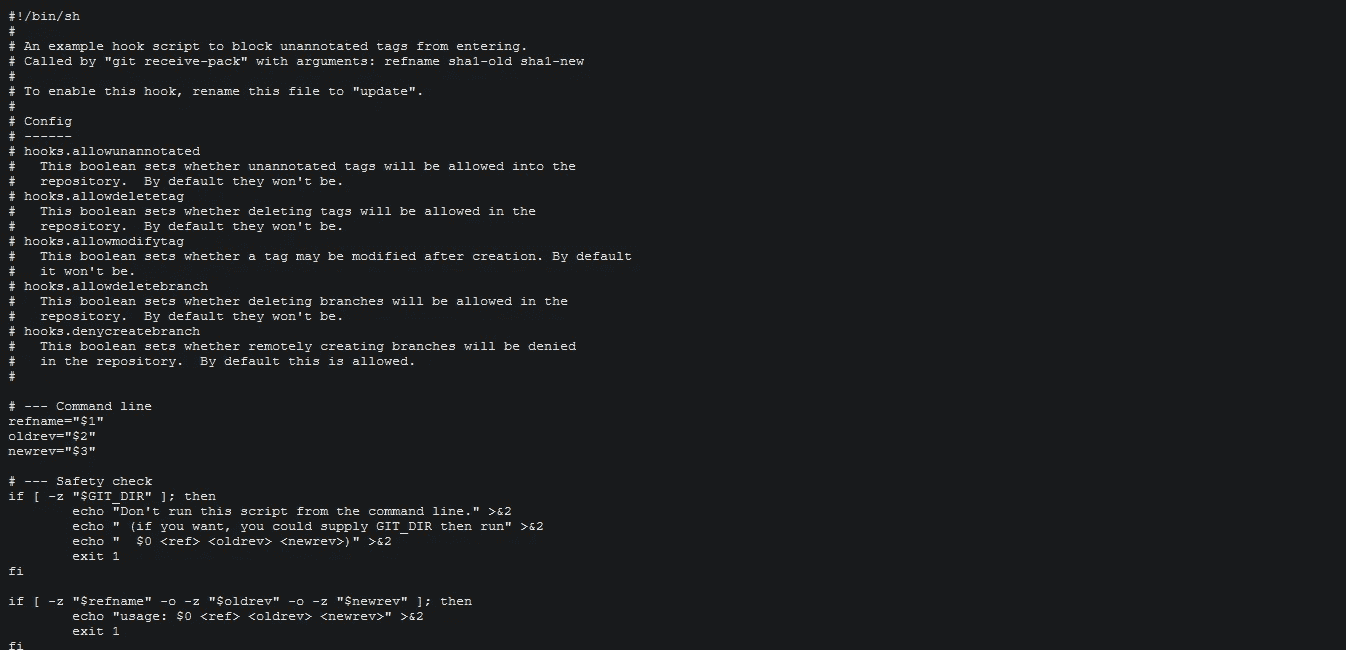 #!/bin/sh
#
# An example hook script to block unannotated tags from entering.
# Called by "git receive-pack" with arguments: refname sha1-old sha1-new
#
# To enable this hook, rename this file to "update".
#
# Config
# ------
# hooks.allowunannotated
#   This boolean sets whether unannotated tags will be allowed into the
#   repository.  By default they won't be.
# hooks.allowdeletetag
#   This boolean sets whether deleting tags will be allowed in the
#   repository.  By default they won't be.
# hooks.allowmodifytag
#   This boolean sets whether a tag may be modified after creation. By default
#   it won't be.
# hooks.allowdeletebranch
#   This boolean sets whether deleting branches will be allowed in the
#   repository.  By default they won't be.
# hooks.denycreatebranch
#   This boolean sets whether remotely creating branches will be denied
#   in the repository.  By default this is allowed.
#

# --- Command line
refname="$1"
oldrev="$2"
newrev="$3"

# --- Safety check
if [ -z "$GIT_DIR" ]; then
        echo "Don't run this script from the command line." >&2
        echo " (if you want, you could supply GIT_DIR then run" >&2
        echo "  $0 <ref> <oldrev> <newrev>)" >&2
        exit 1
fi

if [ -z "$refname" -o -z "$oldrev" -o -z "$newrev" ]; then
        echo "usage: $0 <ref> <oldrev> <newrev>" >&2
        exit 1
fi